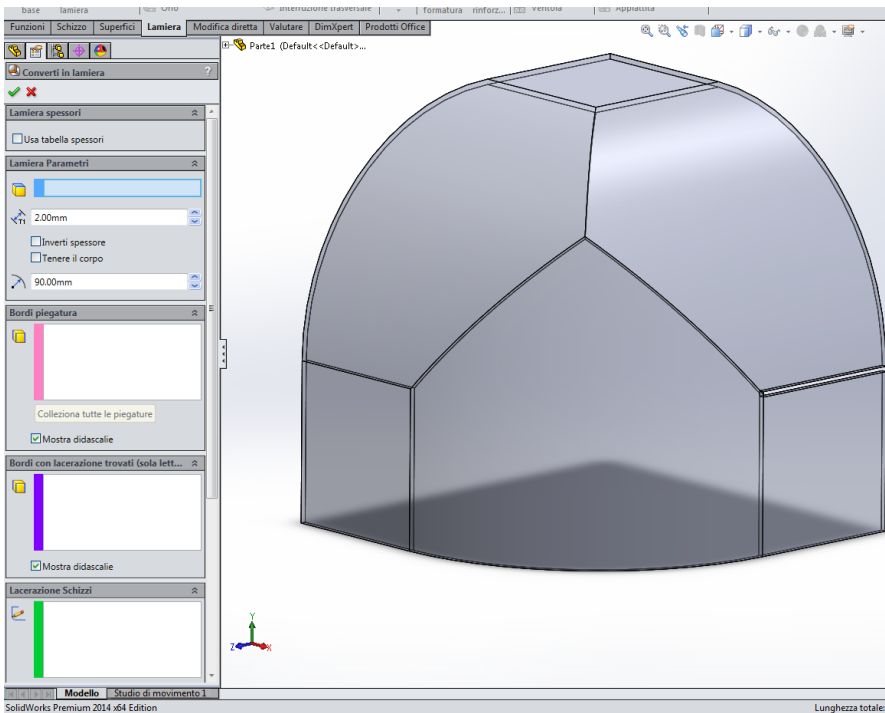 base lamiera Orlo Interruzione trasversale formatura rinforz... Ventola Appiattita
Funzioni Schizzo Superfici Lamiera Modifica diretta Valutare DimXpert Prodotti Office
Parte1 (Default<<Default>...
Converti in lamiera ?
Lamiera spessori
Usa tabella spessori
Lamiera Parametri
T1 2.00mm
Inverti spessore
Tenere il corpo
90.00mm
Bordi piegatura
Colleziona tutte le piegature
Mostra didascalie
Bordi con lacerazione trovati (sola lett...
Mostra didascalie
Lacerazione Schizzi
Y
Z X
Modello Studio di movimento 1
SolidWorks Premium 2014 x64 Edition Lunghezza totale: